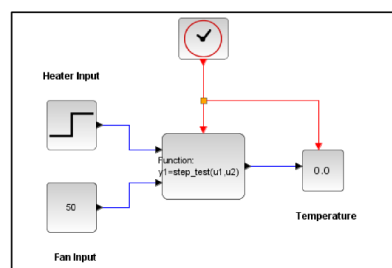 Heater Input
Function:
y1=step_test(u1,u2)
0.0
50
Temperature
Fan Input